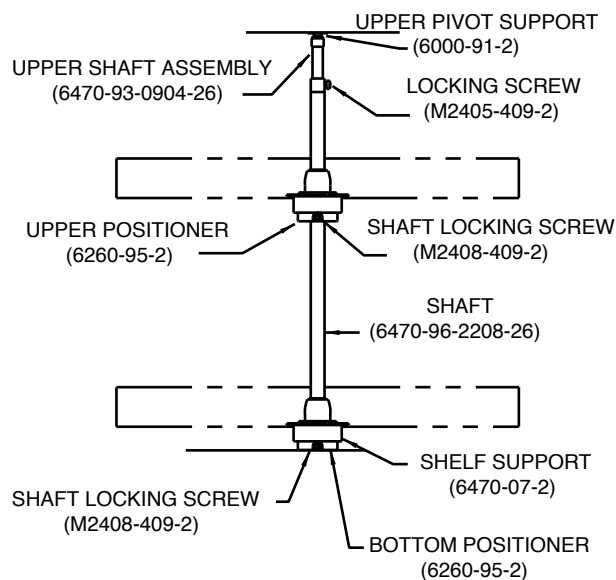 UPPER PIVOT SUPPORT
(6000-91-2)
UPPER SHAFT ASSEMBLY
(6470-93-0904-26)
LOCKING SCREW
(M2405-409-2)
UPPER POSITIONER
(6260-95-2)
SHAFT LOCKING SCREW
(M2408-409-2)
SHAFT
(6470-96-2208-26)
SHELF SUPPORT
(6470-07-2)
SHAFT LOCKING SCREW
(M2408-409-2)
BOTTOM POSITIONER
(6260-95-2)